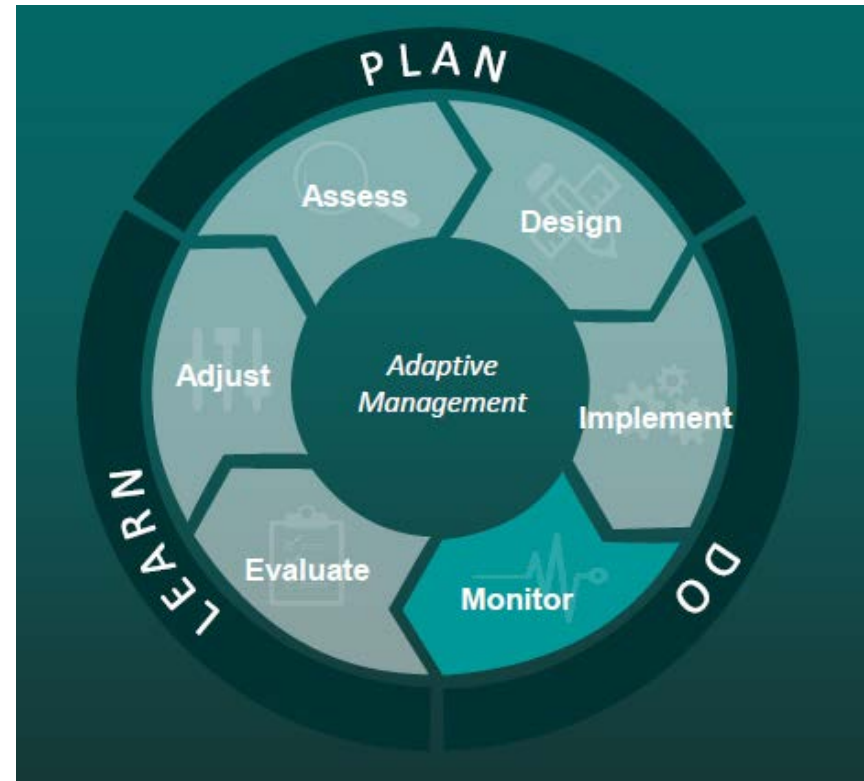 PLAN
Assess
Design
Adjust
Adaptive
Management
Implement
Evaluate
Monitor
LEARN
DO